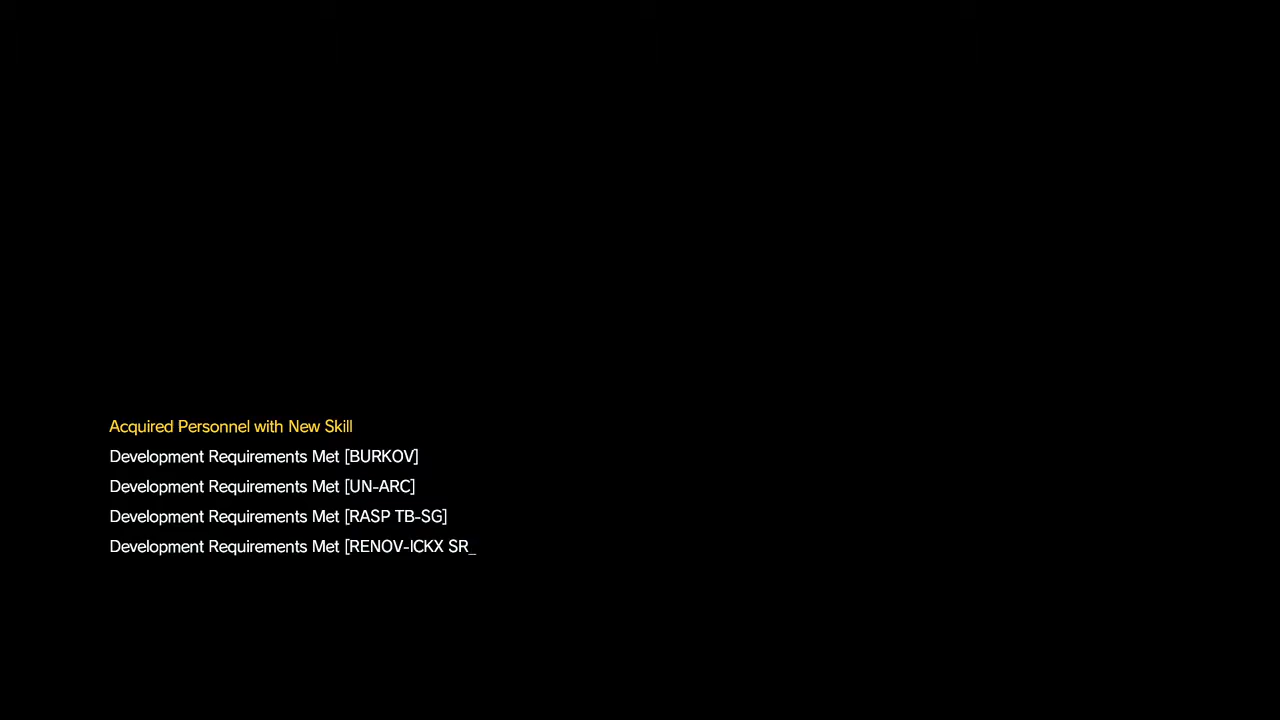 Acquired Personnel with New Skill
Development Requirements Met [BURKOV]
Development Requirements Met [UN-ARC]
Development Requirements Met [RASP TB-SG]
Development Requirements Met [RENOV-ICKX SR_